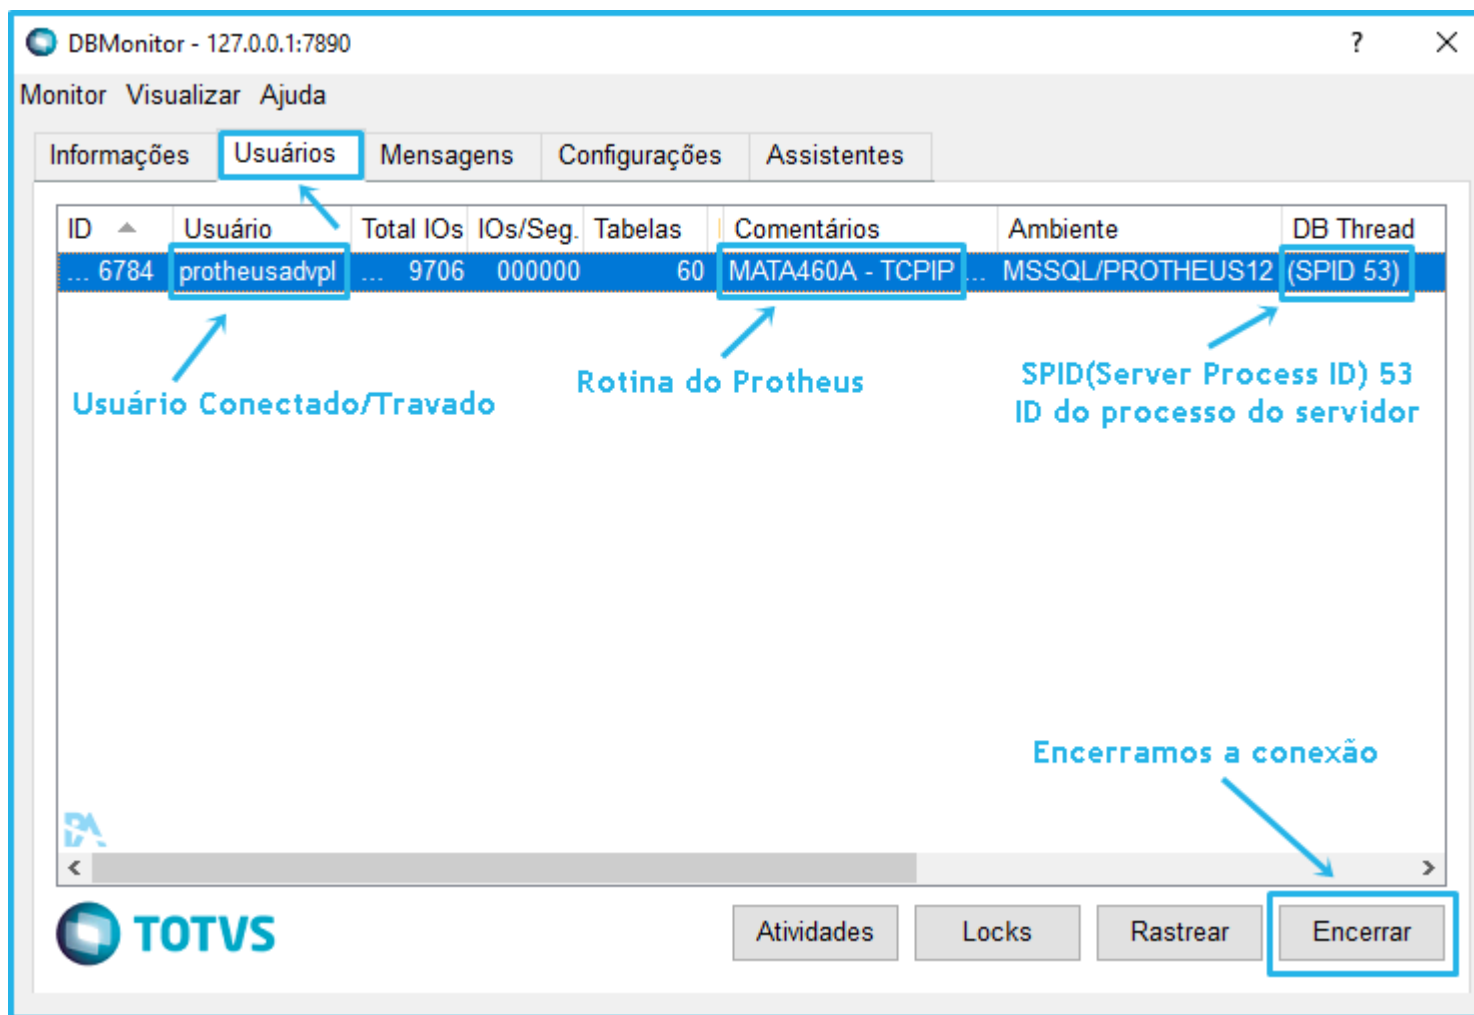 DBMonitor - 127.0.0.1:7890 ?
Monitor Visualizar Ajuda
Informações Usuários Mensagens Configurações Assistentes
ID Usuário Total IOs IOs/Seg. Tabelas Comentários Ambiente DB Thread
... 6784 protheusadvpl ... 9706 000000 60 MATA460A - TCPIP ... MSSQL/PROTHEUS12 (SPID 53)
Usuário Conectado/Travado
Rotina do Protheus
SPID(Server Process ID) 53
ID do processo do servidor
Encerramos a conexão
PA
TOTVS
Atividades Locks Rastrear Encerrar